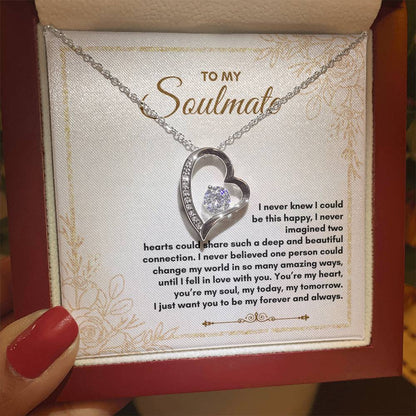 TO MY
Soulmate
I never knew I could
be this happy, I never
imagined two
hearts could share such a deep and beautiful
connection. I never believed one person could
change my world in so many amazing ways,
until I fell in love with you. You're my heart,
you're my soul, my today, my tomorrow.
I just want you to be my forever and always.